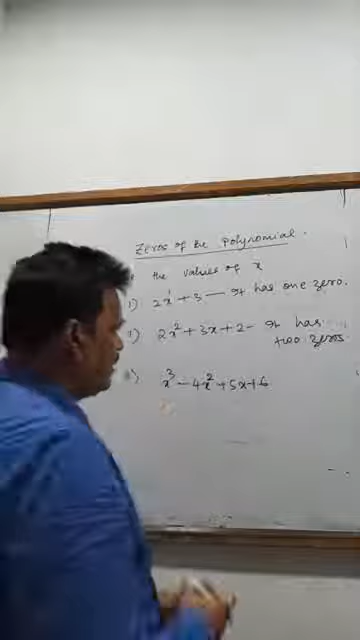 Zeros of the polynomial.
the values of x
1) 2x¹ + 3 — It has one zero.
2) 2x² + 3x + 2 - It has
two zeros.
x³ - 4x² + 5x + 6